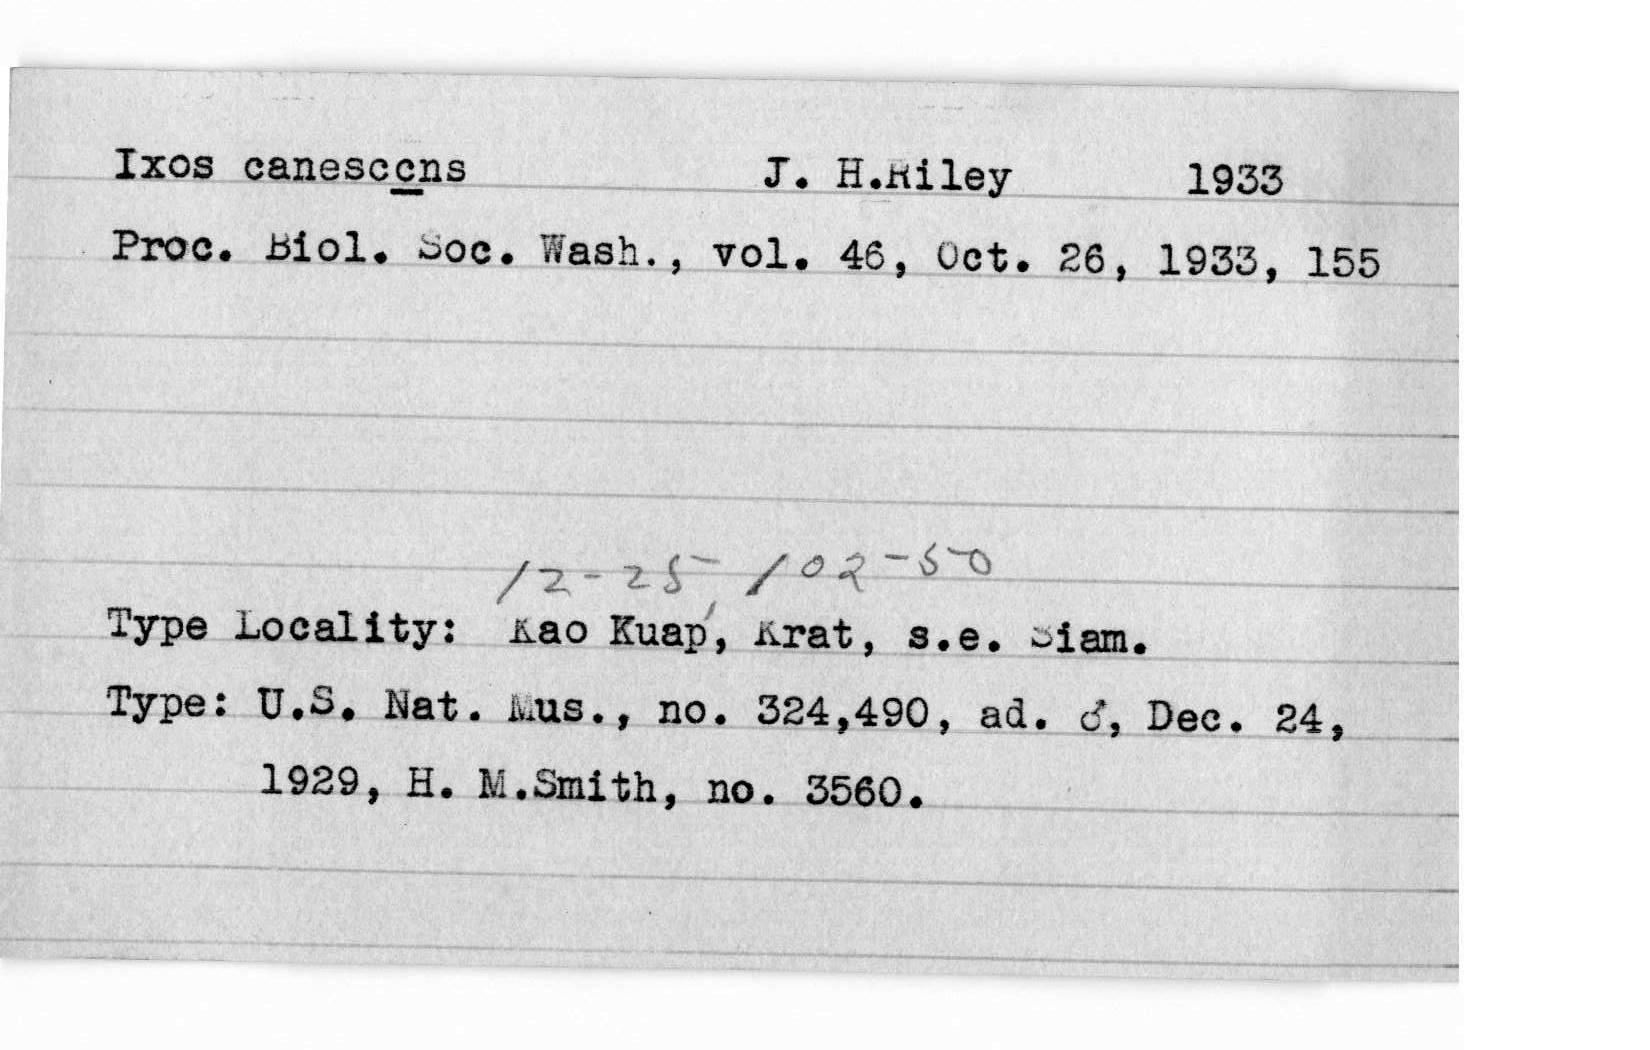 Ixos canesccns J. H.Riley 1933
Proc. Biol. Soc. Wash., vol. 46, Oct. 26, 1933, 155
12-25, 102-50
Type Locality: Kao Kuap, Krat, s.e. Siam.
Type: U.S. Nat. Mus., no. 324,490, ad. ♂, Dec. 24,
1929, H. M.Smith, no. 3560.